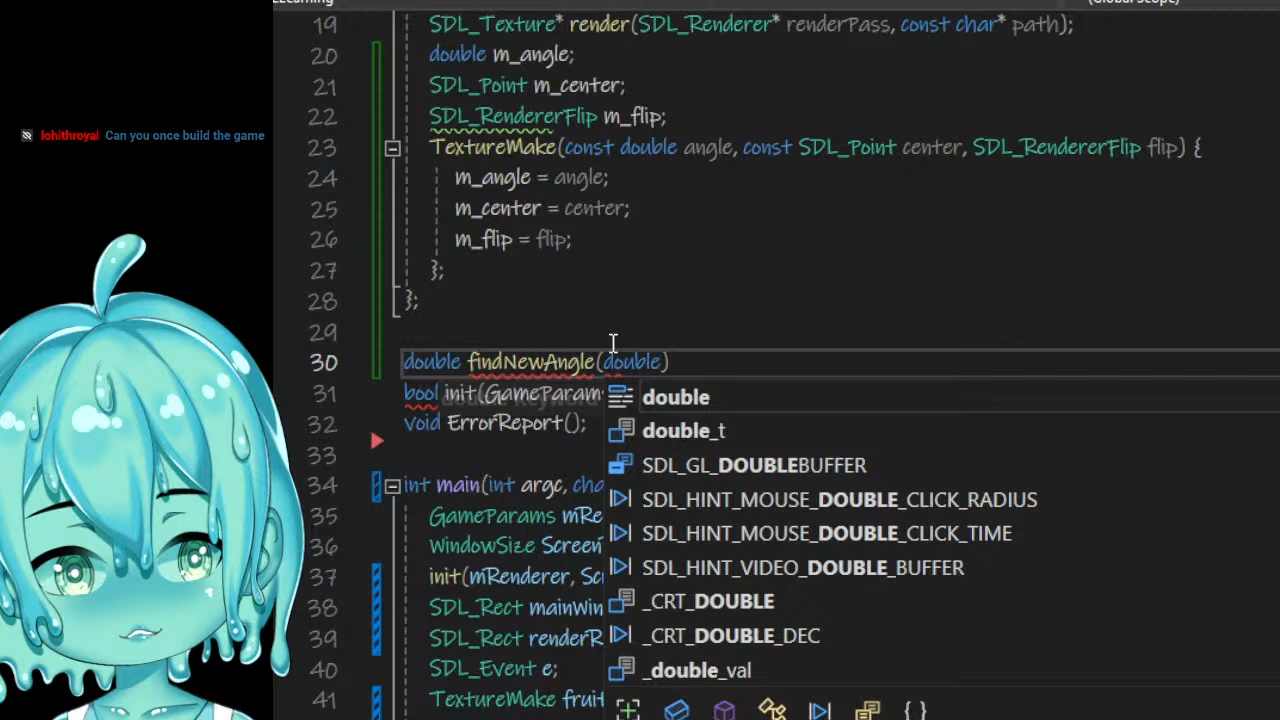 ELearning (Global Scope)
19 SDL_Texture* render(SDL_Renderer* renderPass, const char* path);
20 double m_angle;
21 SDL_Point m_center;
22 SDL_RendererFlip m_flip;
23 TextureMake(const double angle, const SDL_Point center, SDL_RendererFlip flip) {
24 m_angle = angle;
25 m_center = center;
26 m_flip = flip;
27 };
28 };
29
30 double findNewAngle(double)
31 bool init(GameParams
32 void ErrorReport();
33
34 int main(int argc, cha
35 GameParams mRe
36 WindowSize Screen
37 init(mRenderer, Sc
38 SDL_Rect mainWin
39 SDL_Rect renderR
40 SDL_Event e;
41 TextureMake fruit
double
double_t
SDL_GL_DOUBLEBUFFER
SDL_HINT_MOUSE_DOUBLE_CLICK_RADIUS
SDL_HINT_MOUSE_DOUBLE_CLICK_TIME
SDL_HINT_VIDEO_DOUBLE_BUFFER
_CRT_DOUBLE
_CRT_DOUBLE_DEC
_double_val
lohithroya! Can you once build the game